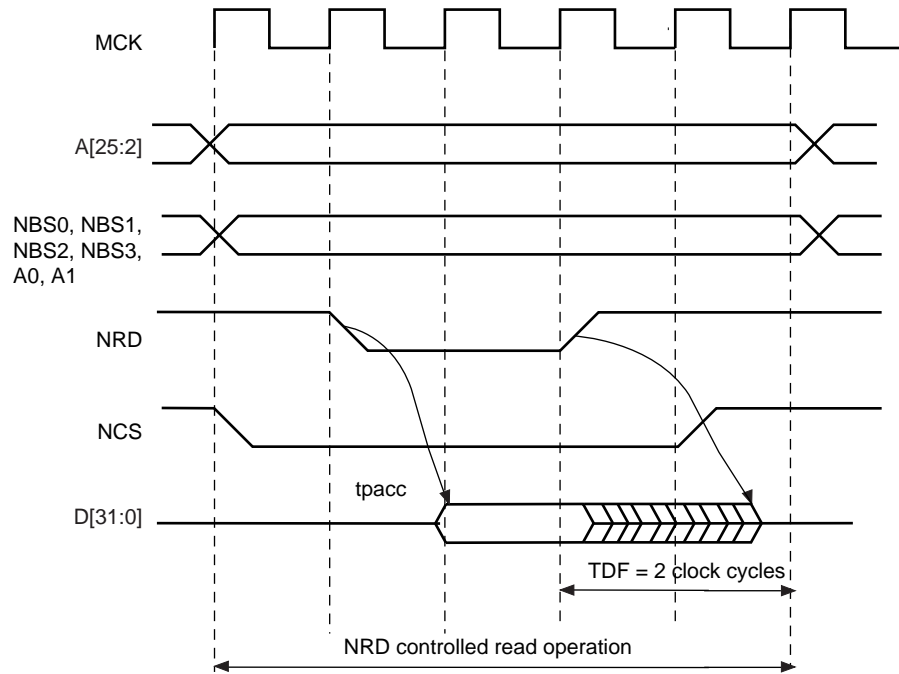 MCK
A[25:2]
NBS0, NBS1,
NBS2, NBS3,
A0, A1
NRD
NCS
tpacc
D[31:0]
TDF = 2 clock cycles
NRD controlled read operation